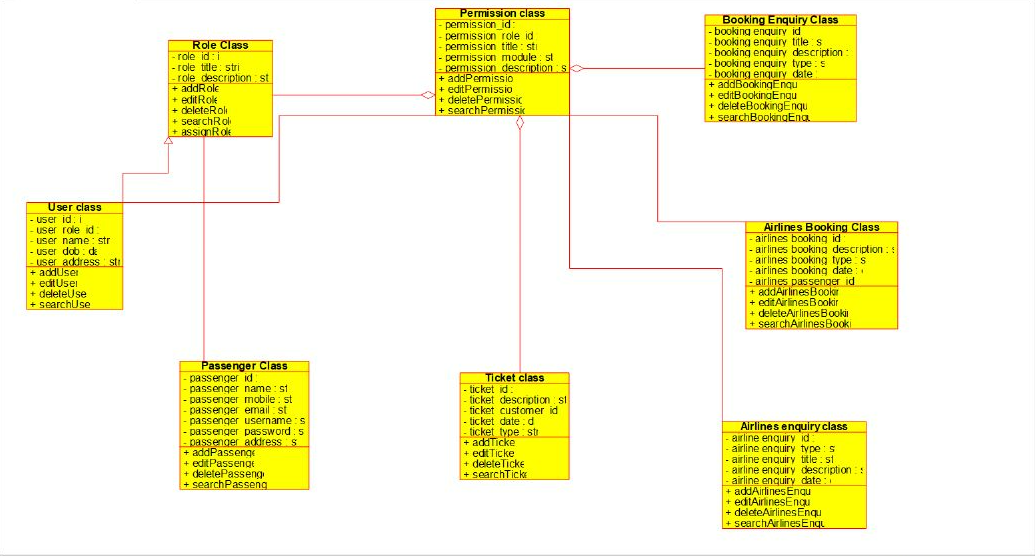 Permission class
- permission_id :
- permission_role_id
- permission_title : sti
- permission_module : st
- permission_description : s
+ addPermissio
+ editPermissio
+ deletePermissic
+ searchPermissic
Booking Enquiry Class
- booking_enquiry_id
- booking_enquiry_title : s
- booking_enquiry_description :
- booking_enquiry_type : s
- booking_enquiry_date :
+ addBookingEnqu
+ editBookingEnqu
+ deleteBookingEnqu
+ searchBookingEnqu
Role Class
- role_id : i
- role_title : stri
- role_description : st
+ addRole
+ editRole
+ deleteRole
+ searchRole
+ assignRole
User class
- user_id : i
- user_role_id :
- user_name : str
- user_dob : da
- user_address : stri
+ addUser
+ editUser
+ deleteUse
+ searchUse
Airlines Booking Class
- airlines_booking_id
- airlines_booking_description : s
- airlines_booking_type : s
- airlines_booking_date :
- airlines_passenger_id
+ addAirlinesBookir
+ editAirlinesBookir
+ deleteAirlinesBooki
+ searchAirlinesBooki
Passenger Class
- passenger_id :
- passenger_name : st
- passenger_mobile : st
- passenger_email : st
- passenger_username : s
- passenger_password : s
- passenger_address : s
+ addPassenge
+ editPassenge
+ deletePasseng
+ searchPasseng
Ticket class
- ticket_id :
- ticket_description : st
- ticket_customer_id
- ticket_date : d
- ticket_type : stri
+ addTicke
+ editTicke
+ deleteTicke
+ searchTicke
Airlines enquiry class
- airline_enquiry_id :
- airline_enquiry_type : s
- airline_enquiry_title : st
- airline_enquiry_description : s
- airline_enquiry_date :
+ addAirlinesEnqu
+ editAirlinesEnqu
+ deleteAirlinesEnqu
+ searchAirlinesEnqu